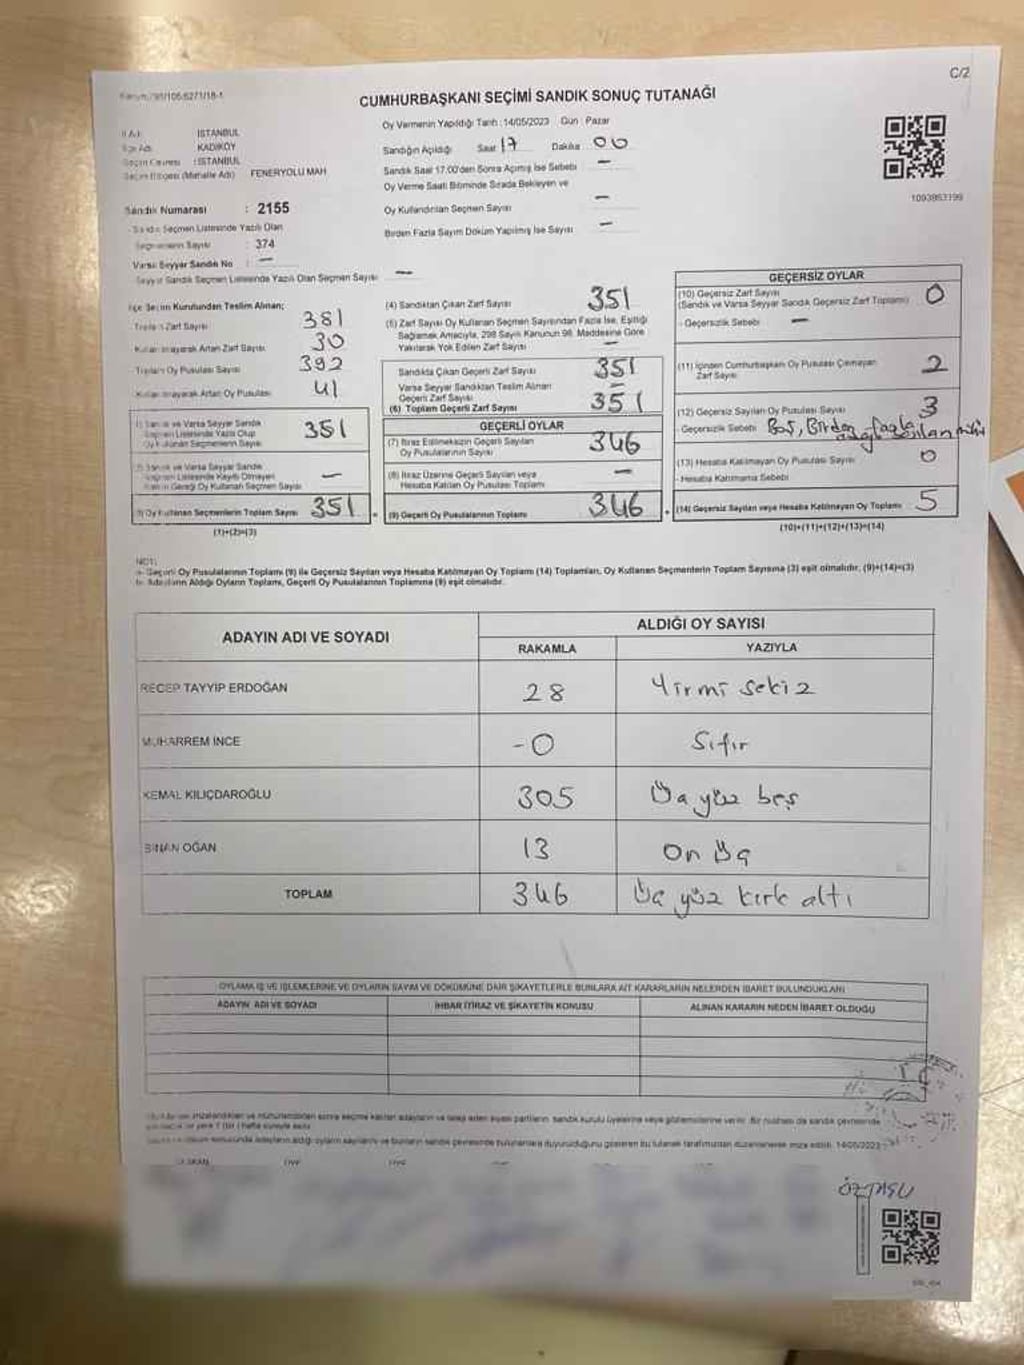 C/2
CUMHURBAŞKANI SEÇİMİ SANDIK SONUÇ TUTANAĞI
İl Adı : İSTANBUL
İlçe Adı : KADIKÖY
Seçim Çevresi : İSTANBUL
Seçim Bölgesi (Mahalle Adı) FENERYOLU MAH
Sandık Numarası : 2155
Sandık Seçmen Listesinde Yazılı Olan
Seçmenlerin Sayısı : 374
Varsa Seyyar Sandık No : —
Seyyar Sandık Seçmen Listesinde Yazılı Olan Seçmen Sayısı —
Oy Vermenin Yapıldığı Tarih : 14/05/2023 Gün : Pazar
Sandığın Açıldığı Saat 17 Dakika 00
Sandık Saat 17:00'den Sonra Açılmış İse Sebebi —
Oy Verme Saati Bitiminde Sırada Bekleyen ve
Oy Kullandırılan Seçmen Sayısı —
Birden Fazla Sayım Döküm Yapılmış İse Sayısı —
1093963199
İlçe Seçim Kurulundan Teslim Alınan;
Toplam Zarf Sayısı 381
Kullanılmayarak Artan Zarf Sayısı 30
Toplam Oy Pusulası Sayısı 392
Kullanılmayarak Artan Oy Pusulası 41
1) Sandık ve Varsa Seyyar Sandık
Seçmen Listesinde Yazılı Olup
Oy Kullanan Seçmenlerin Sayısı 351
2) Sandık ve Varsa Seyyar Sandık
Seçmen Listesinde Kayıtlı Olmayan
Kanun Gereği Oy Kullanan Seçmen Sayısı —
3) Oy Kullanan Seçmenlerin Toplam Sayısı 351
(1)+(2)=(3)
(4) Sandıktan Çıkan Zarf Sayısı 351
(5) Zarf Sayısı Oy Kullanan Seçmen Sayısından Fazla İse, Eşitliği
Sağlamak Amacıyla, 298 Sayılı Kanunun 98. Maddesine Göre
Yakılarak Yok Edilen Zarf Sayısı —
Sandıkta Çıkan Geçerli Zarf Sayısı 351
Varsa Seyyar Sandıktan Teslim Alınan
Geçerli Zarf Sayısı —
(6) Toplam Geçerli Zarf Sayısı 351
GEÇERLİ OYLAR
(7) İtiraz Edilmeksizin Geçerli Sayılan
Oy Pusulalarının Sayısı 346
(8) İtiraz Üzerine Geçerli Sayılan veya
Hesaba Katılan Oy Pusulası Toplamı —
(9) Geçerli Oy Pusulalarının Toplamı 346
GEÇERSİZ OYLAR
(10) Geçersiz Zarf Sayısı
(Sandık ve Varsa Seyyar Sandık Geçersiz Zarf Toplamı) 0
- Geçersizlik Sebebi —
(11) İçinden Cumhurbaşkanı Oy Pusulası Çıkmayan
Zarf Sayısı 2
(12) Geçersiz Sayılan Oy Pusulası Sayısı 3
- Geçersizlik Sebebi Boş, Birden fazla
(13) Hesaba Katılmayan Oy Pusulası Sayısı 0
- Hesaba Katılmama Sebebi
(14) Geçersiz Sayılan veya Hesaba Katılmayan Oy Toplamı 5
(10)+(11)+(12)+(13)=(14)
NOT:
a- Geçerli Oy Pusulalarının Toplamı (9) ile Geçersiz Sayılan veya Hesaba Katılmayan Oy Toplamı (14) Toplamları, Oy Kullanan Seçmenlerin Toplam Sayısına (3) eşit olmalıdır. (9)+(14)=(3)
b- Adayların Aldığı Oyların Toplamı, Geçerli Oy Pusulalarının Toplamına (9) eşit olmalıdır.
ADAYIN ADI VE SOYADI ALDIĞI OY SAYISI
RAKAMLA YAZIYLA
RECEP TAYYİP ERDOĞAN 28 Yirmi sekiz
MUHARREM İNCE -0 Sıfır
KEMAL KILIÇDAROĞLU 305 Üç yüz beş
SİNAN OĞAN 13 On üç
TOPLAM 346 Üç yüz kırk altı
OYLAMA İŞ VE İŞLEMLERİNE VE OYLARIN SAYIM VE DÖKÜMÜNE DAİR ŞİKAYETLERLE BUNLARA AİT KARARLARIN NELERDEN İBARET BULUNDUKLARI
ADAYIN ADI VE SOYADI İHBAR İTİRAZ VE ŞİKAYETİN KONUSU ALINAN KARARIN NEDEN İBARET OLDUĞU